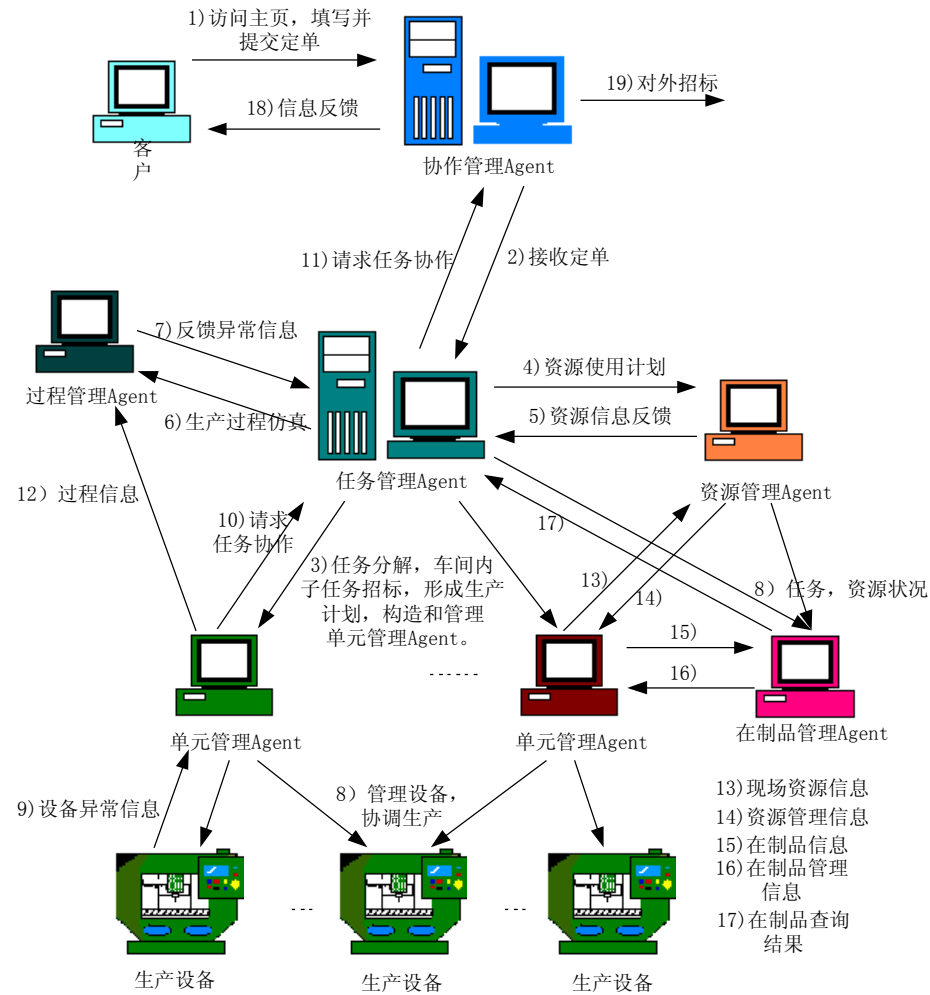 1)访问主页，填写并
提交定单
19)对外招标
18)信息反馈
客
户
协作管理Agent
11)请求任务协作
2)接收定单
7)反馈异常信息
4)资源使用计划
过程管理Agent
6)生产过程仿真
5)资源信息反馈
任务管理Agent
资源管理Agent
12）过程信息
10)请求
任务协作
17)
3)任务分解，车间内
子任务招标，形成生产
计划，构造和管理
单元管理Agent。
13)
14)
8）任务，资源状况
15)
16)
......
单元管理Agent
单元管理Agent
在制品管理Agent
9)设备异常信息
8）管理设备，
协调生产
13)现场资源信息
14)资源管理信息
15)在制品信息
16)在制品管理
信息
17)在制品查询
结果
...
...
生产设备
生产设备
生产设备